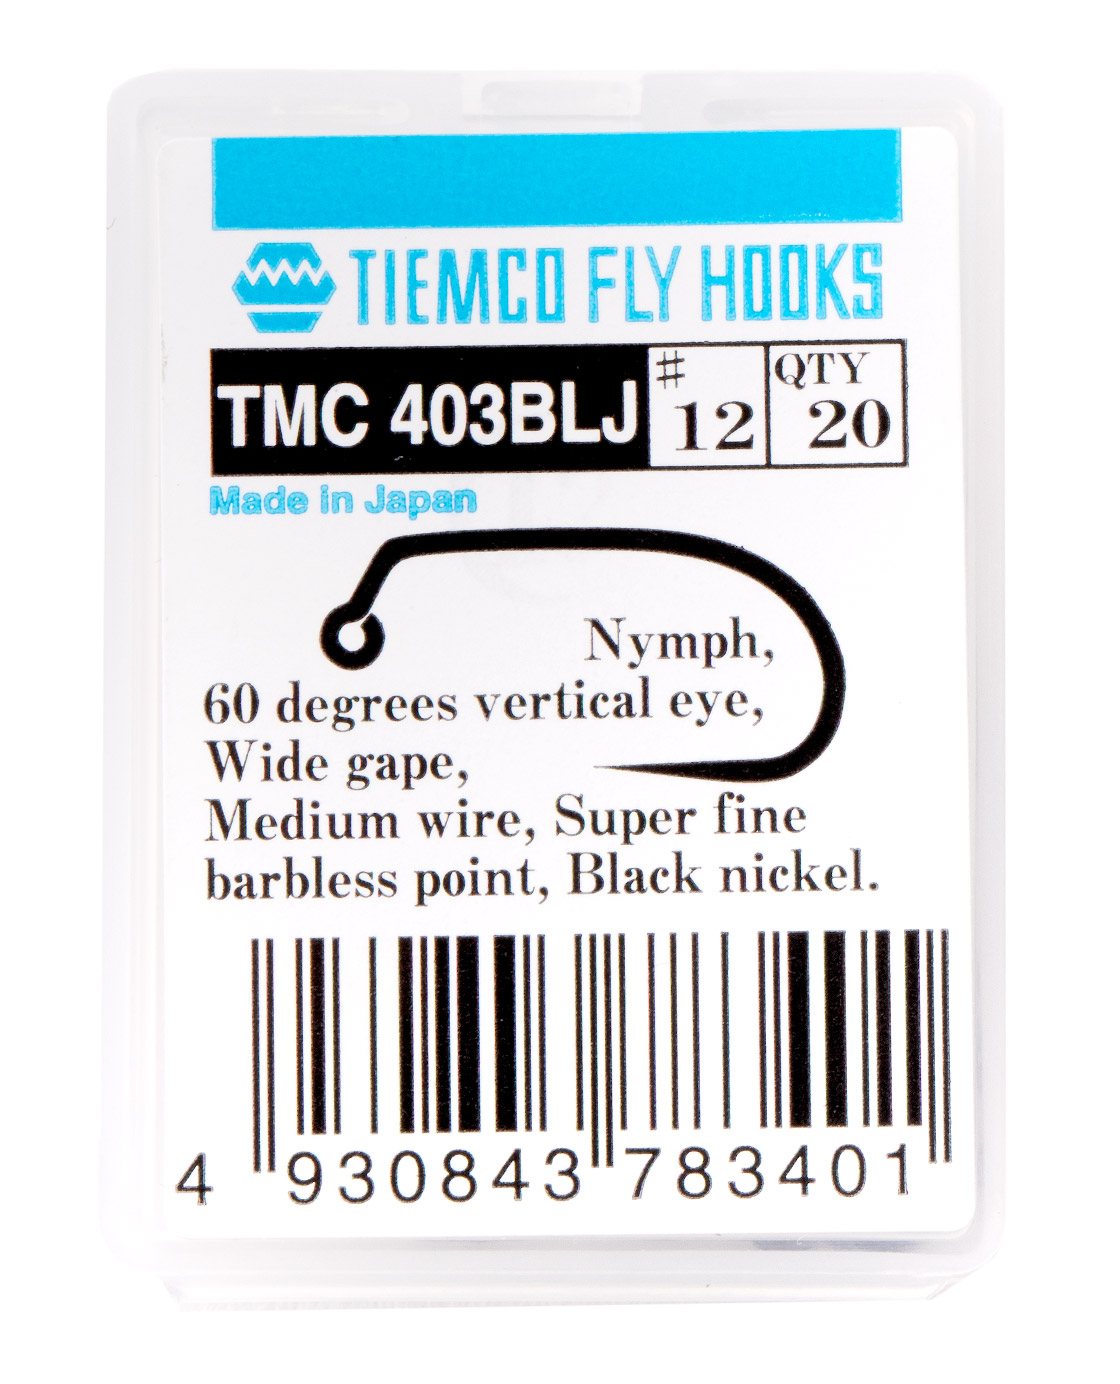 TIEMCO FLY HOOKS
TMC 403BLJ # 12 QTY 20
Made in Japan
Nymph,
60 degrees vertical eye,
Wide gape,
Medium wire, Super fine
barbless point, Black nickel.
4 930843 783401